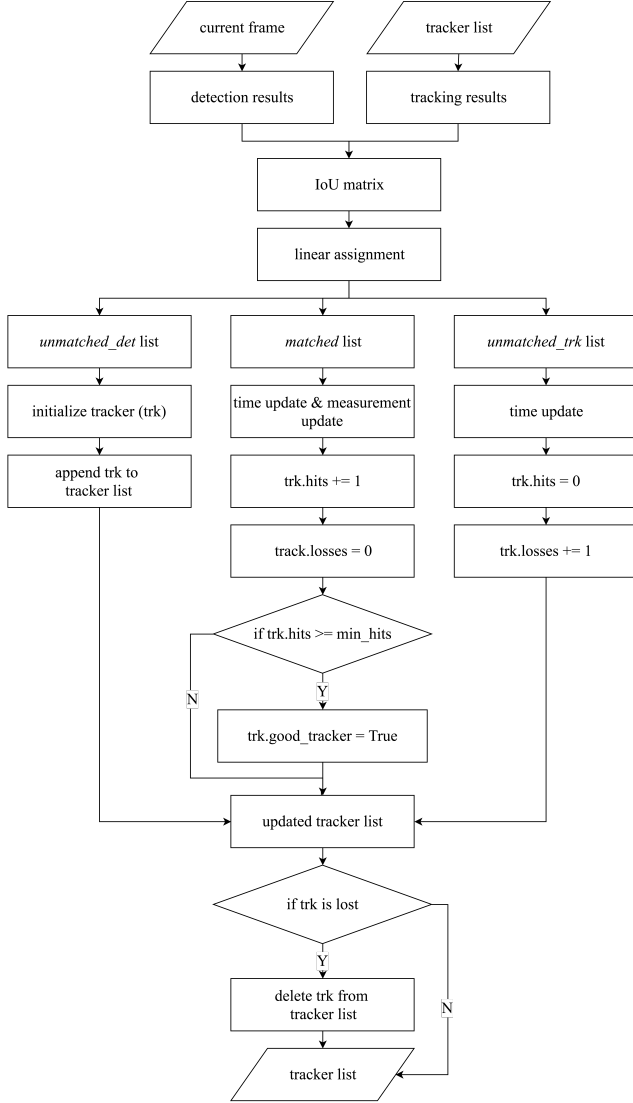 current frame
tracker list
detection results
tracking results
IoU matrix
linear assignment
unmatched_det list
matched list
unmatched_trk list
initialize tracker (trk)
time update & measurement
update
time update
append trk to
tracker list
trk.hits += 1
trk.hits = 0
track.losses = 0
trk.losses += 1
if trk.hits >= min_hits
Y
N
trk.good_tracker = True
updated tracker list
if trk is lost
Y
delete trk from
tracker list
N
tracker list